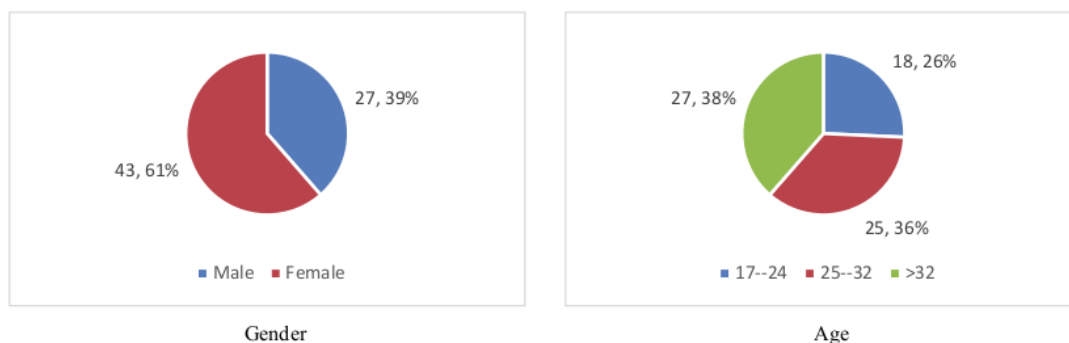 27, 39%
43, 61%
Male Female
Gender
18, 26%
27, 38%
25, 36%
17--24 25--32 >32
Age